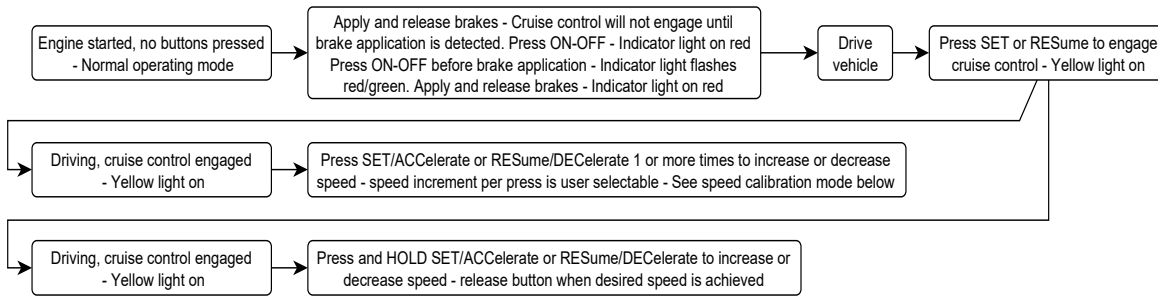 Engine started, no buttons pressed
- Normal operating mode
Apply and release brakes - Cruise control will not engage until
brake application is detected. Press ON-OFF - Indicator light on red
Press ON-OFF before brake application - Indicator light flashes
red/green. Apply and release brakes - Indicator light on red
Drive
vehicle
Press SET or RESume to engage
cruise control - Yellow light on
Driving, cruise control engaged
- Yellow light on
Press SET/ACCelerate or RESume/DECelerate 1 or more times to increase or decrease
speed - speed increment per press is user selectable - See speed calibration mode below
Driving, cruise control engaged
- Yellow light on
Press and HOLD SET/ACCelerate or RESume/DECelerate to increase or
decrease speed - release button when desired speed is achieved